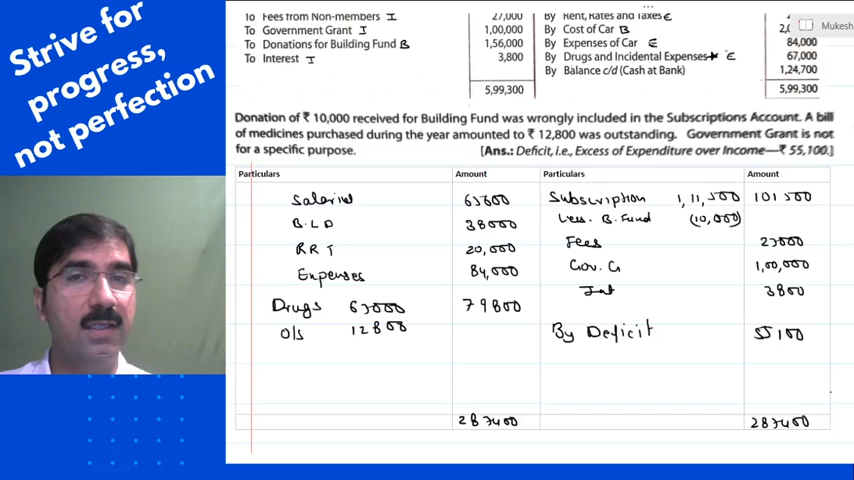 Strive for
progress,
not perfection
To Fees from Non-members I 27,000 By Rent, Rates and Taxes E
To Government Grant I 1,00,000 By Cost of Car B
To Donations for Building Fund B 1,56,000 By Expenses of Car E 84,000
To Interest I 3,800 By Drugs and Incidental Expenses E 67,000
By Balance c/d (Cash at Bank) 1,24,700
5,99,300 5,99,300
Mukesh
Donation of ₹ 10,000 received for Building Fund was wrongly included in the Subscriptions Account. A bill
of medicines purchased during the year amounted to ₹ 12,800 was outstanding. Government Grant is not
for a specific purpose. [Ans.: Deficit, i.e., Excess of Expenditure over Income—₹ 55,100.]
Particulars Amount Particulars Amount
Salaries 65600 Subscription 1,11,500 101500
B.L.D 38000 Less. B. Fund (10,000)
RRT 20,000 Fees 27000
Expenses 84,000 Gov. G 1,00,000
Int 3800
Drugs 67000 79800
O/s 12800 By Deficit 55100
287400 287400